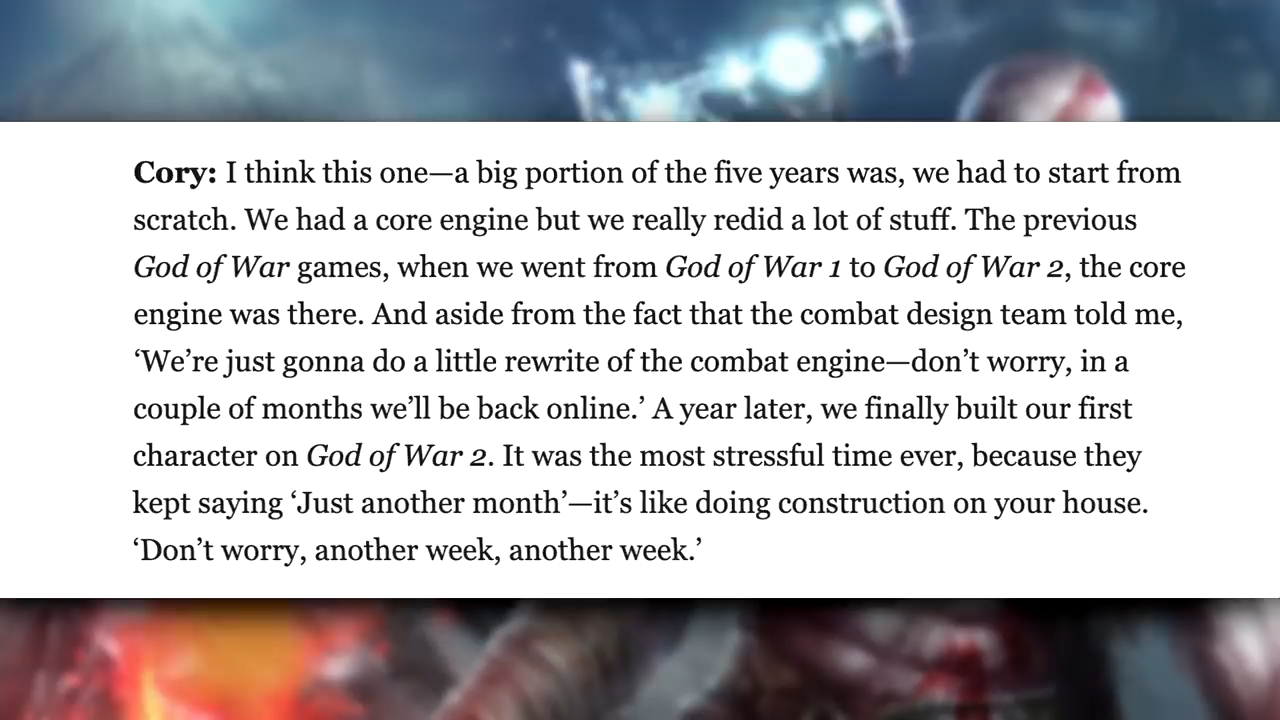 Cory: I think this one—a big portion of the five years was, we had to start from
scratch. We had a core engine but we really redid a lot of stuff. The previous
God of War games, when we went from God of War 1 to God of War 2, the core
engine was there. And aside from the fact that the combat design team told me,
‘We’re just gonna do a little rewrite of the combat engine—don’t worry, in a
couple of months we’ll be back online.’ A year later, we finally built our first
character on God of War 2. It was the most stressful time ever, because they
kept saying ‘Just another month’—it’s like doing construction on your house.
‘Don’t worry, another week, another week.’